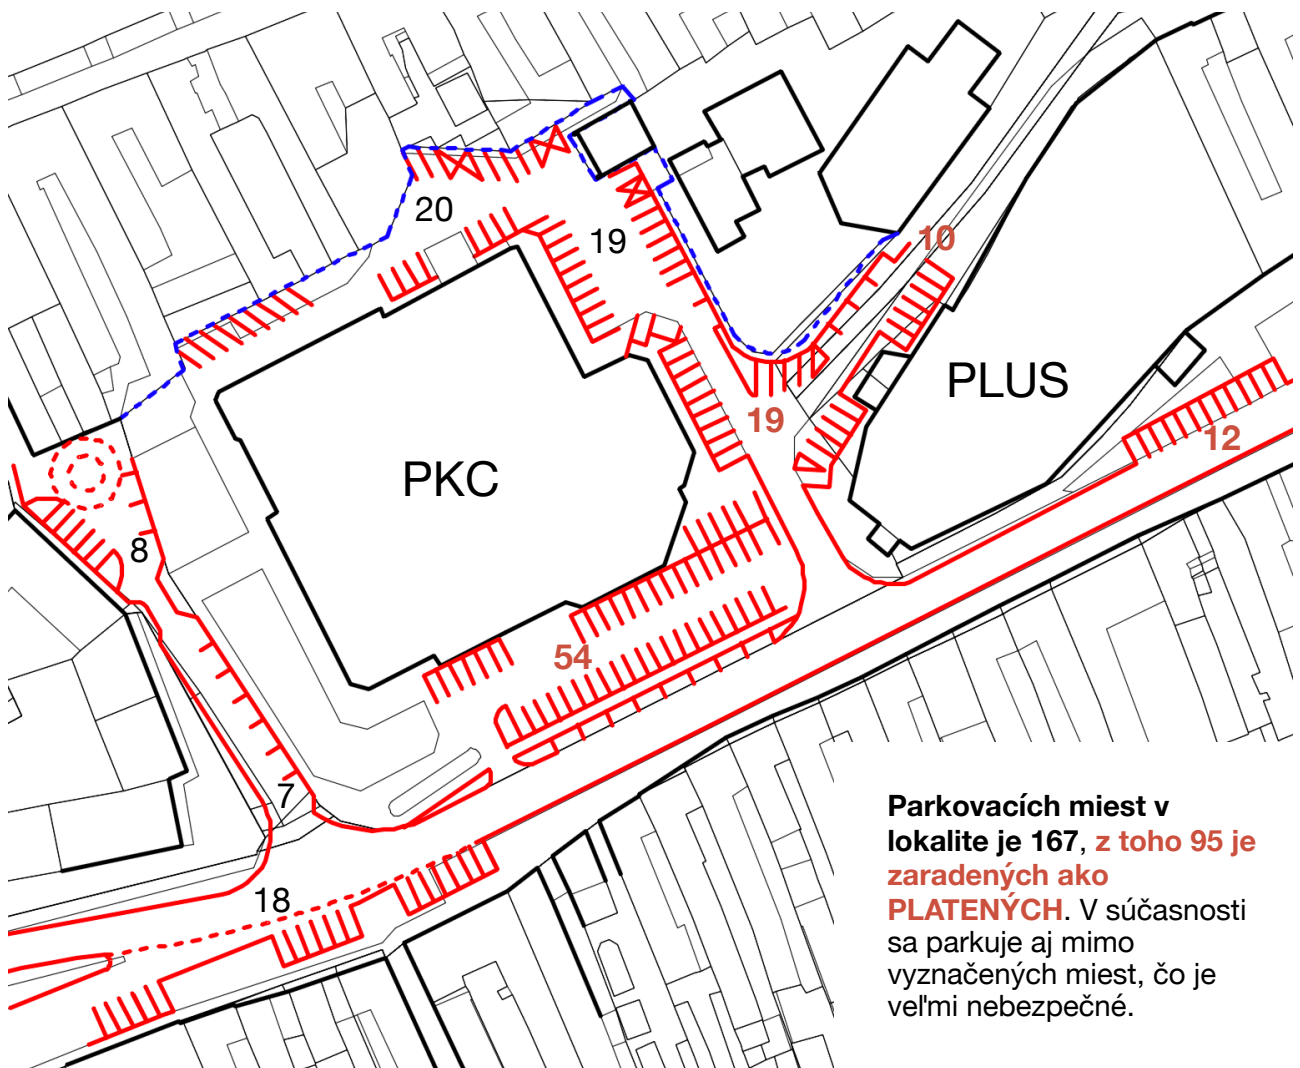 20
19
10
PLUS
19
12
PKC
8
54
7
18
Parkovacích miest v
lokalite je 167, z toho 95 je
zaradených ako
PLATENÝCH. V súčasnosti
sa parkuje aj mimo
vyznačených miest, čo je
veľmi nebezpečné.